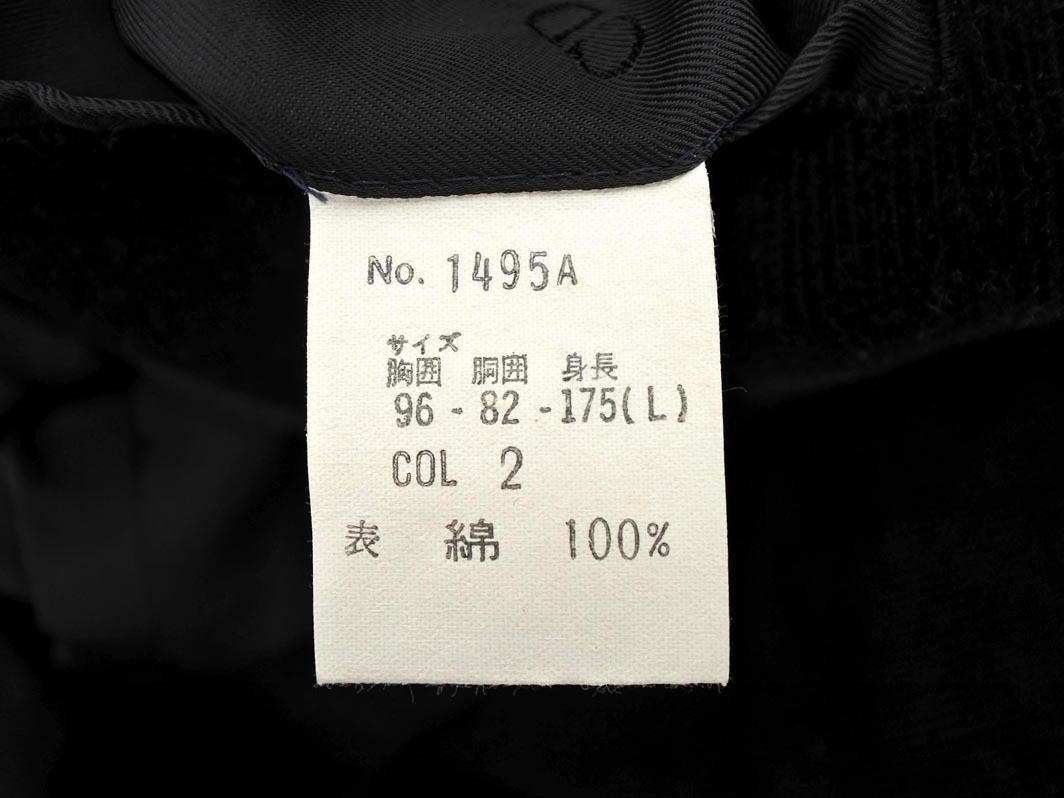 No. 1495A
サイズ
胸囲 胴囲 身長
96 - 82 - 175(L)
COL 2
表 綿 100%